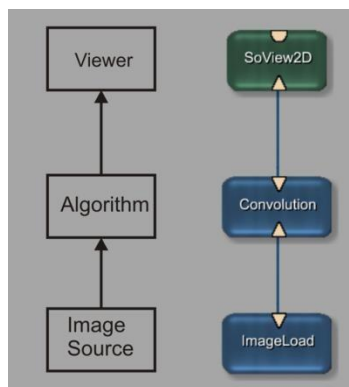 Viewer
SoView2D
Algorithm
Convolution
Image
Source
ImageLoad